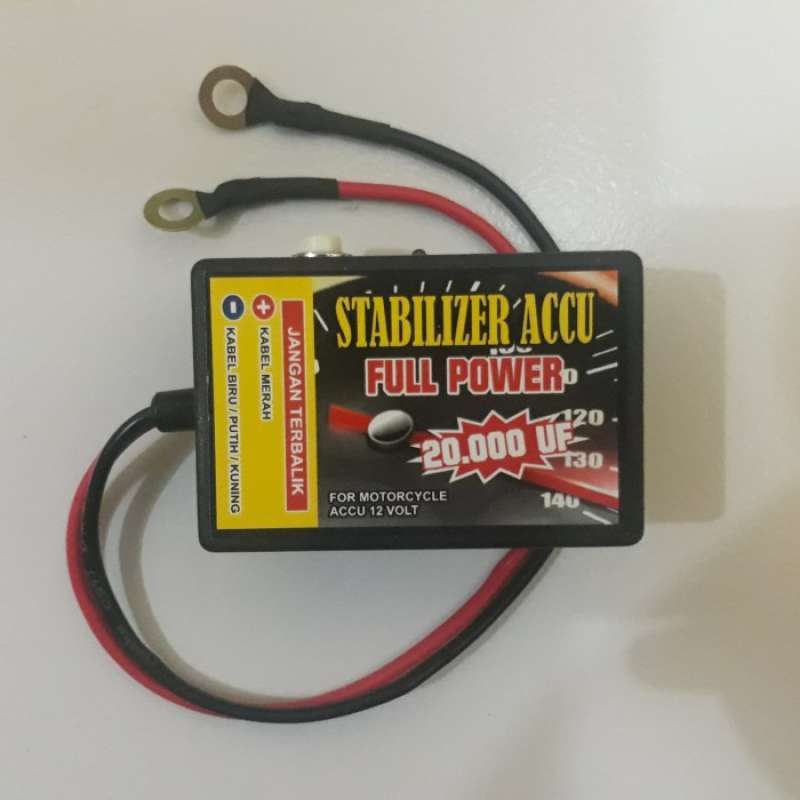 STABILIZER ACCU
FULL POWER
20.000 UF
120
130
140
FOR MOTORCYCLE
ACCU 12 VOLT
JANGAN TERBALIK
+ KABEL MERAH
- KABEL BIRU / PUTIH / KUNING